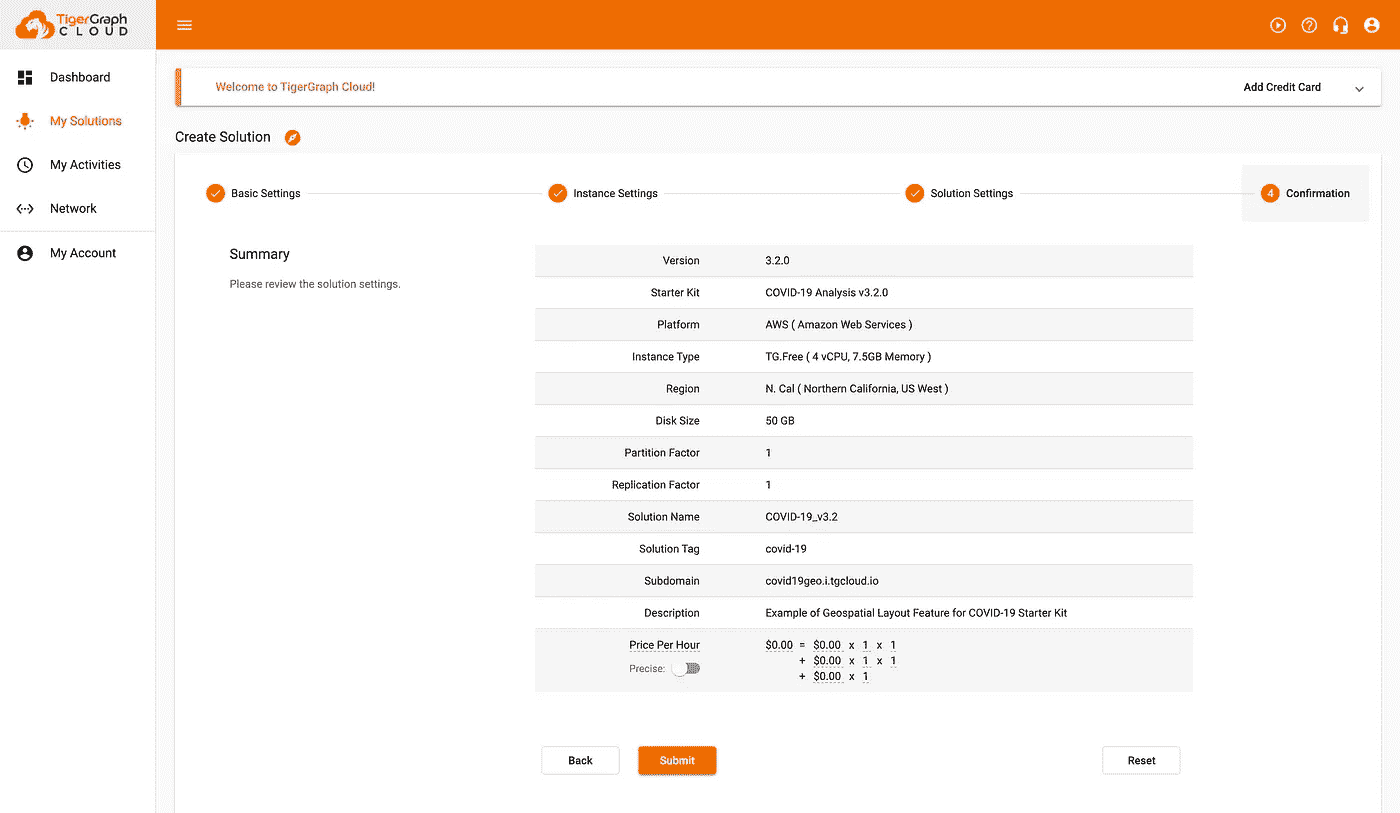 TigerGraph
CLOUD
Dashboard
My Solutions
My Activities
Network
My Account
Welcome to TigerGraph Cloud!
Add Credit Card
Create Solution
Basic Settings
Instance Settings
Solution Settings
4 Confirmation
Summary
Please review the solution settings.
Version 3.2.0
Starter Kit COVID-19 Analysis v3.2.0
Platform AWS ( Amazon Web Services )
Instance Type TG.Free ( 4 vCPU, 7.5GB Memory )
Region N. Cal ( Northern California, US West )
Disk Size 50 GB
Partition Factor 1
Replication Factor 1
Solution Name COVID-19_v3.2
Solution Tag covid-19
Subdomain covid19geo.i.tgcloud.io
Description Example of Geospatial Layout Feature for COVID-19 Starter Kit
Price Per Hour $0.00 = $0.00 x 1 x 1
+ $0.00 x 1 x 1
Precise:
+ $0.00 x 1
Back
Submit
Reset